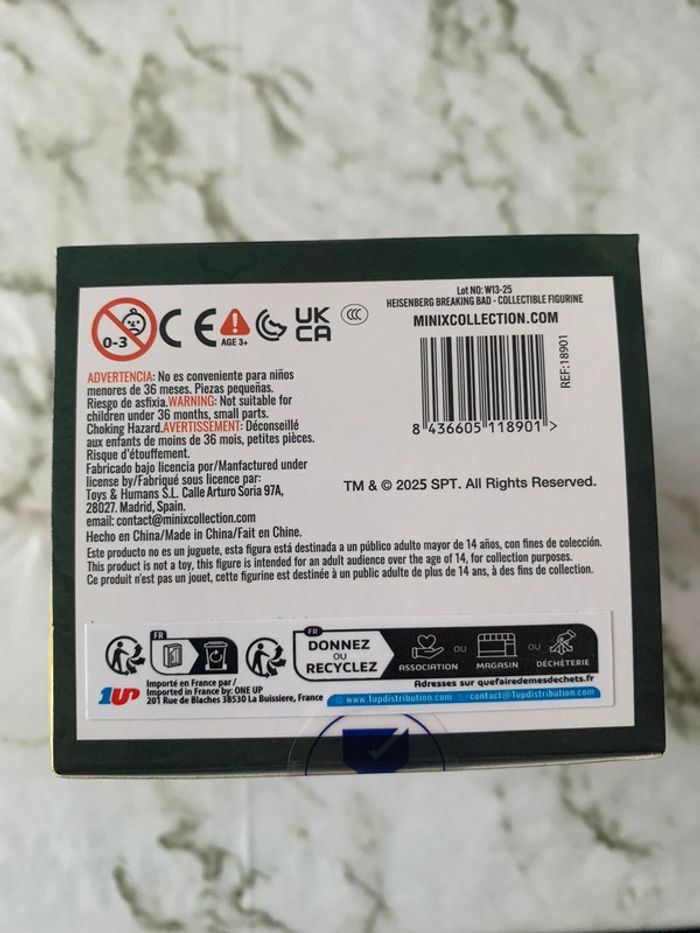 0-3
CE
AGE 3+
UK
CA
CCC
Lot NO: W13-25
HEISENBERG BREAKING BAD - COLLECTIBLE FIGURINE
MINIXCOLLECTION.COM
REF:18901
8 436605 118901 >
ADVERTENCIA: No es conveniente para niños
menores de 36 meses. Piezas pequeñas.
Riesgo de asfixia.WARNING: Not suitable for
children under 36 months, small parts.
Choking Hazard.AVERTISSEMENT: Déconseillé
aux enfants de moins de 36 mois, petites pièces.
Risque d'étouffement.
Fabricado bajo licencia por/Manfactured under
license by/Fabriqué sous licence par:
Toys & Humans S.L. Calle Arturo Soria 97A,
28027. Madrid, Spain.
email: contact@minixcollection.com
Hecho en China/Made in China/Fait en Chine.
TM & © 2025 SPT. All Rights Reserved.
Este producto no es un juguete, esta figura está destinada a un público adulto mayor de 14 años, con fines de colección.
This product is not a toy, this figure is intended for an adult audience over the age of 14, for collection purposes.
Ce produit n'est pas un jouet, cette figurine est destinée à un public adulte de plus de 14 ans, à des fins de collection.
FR
FR
DONNEZ
OU
RECYCLEZ
ASSOCIATION OU MAGASIN OU DÉCHÈTERIE
Adresses sur quefairedemesdechets.fr
1UP
Importé en France par /
Imported in France by: ONE UP
201 Rue de Blaches 38530 La Buissiere, France
www.1updistribution.com contact@1updistribution.com